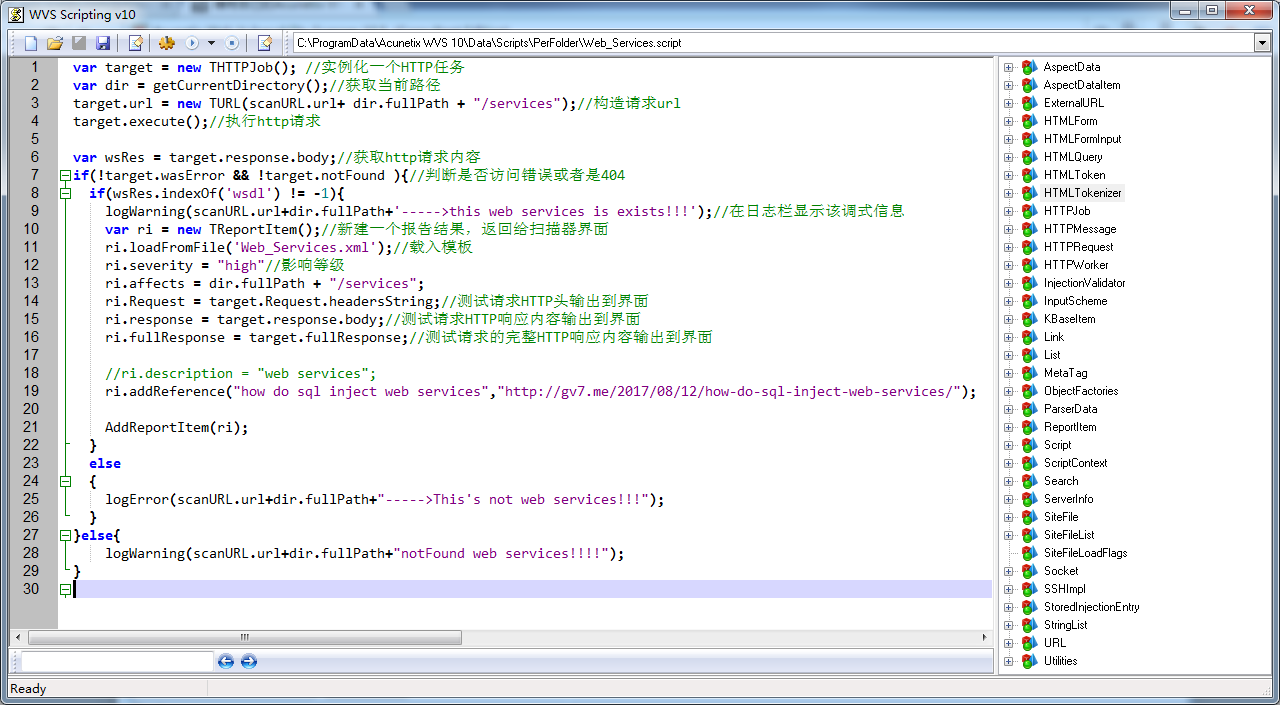 WVS Scripting v10
C:\ProgramData\Acunetix WVS 10\Data\Scripts\PerFolder\Web_Services.script
1 var target = new THTTPJob(); //实例化一个HTTP任务
2 var dir = getCurrentDirectory();//获取当前路径
3 target.url = new TURL(scanURL.url+ dir.fullPath + "/services");//构造请求url
4 target.execute();//执行http请求
5
6 var wsRes = target.response.body;//获取http请求内容
7 if(!target.wasError && !target.notFound ){//判断是否访问错误或者是404
8 if(wsRes.indexOf('wsdl') != -1){
9 logWarning(scanURL.url+dir.fullPath+'----->this web services is exists!!!');//在日志栏显示该调式信息
10 var ri = new TReportItem();//新建一个报告结果，返回给扫描器界面
11 ri.loadFromFile('Web_Services.xml');//载入模板
12 ri.severity = "high"//影响等级
13 ri.affects = dir.fullPath + "/services";
14 ri.Request = target.Request.headersString;//测试请求HTTP头输出到界面
15 ri.response = target.response.body;//测试请求HTTP响应内容输出到界面
16 ri.fullResponse = target.fullResponse;//测试请求的完整HTTP响应内容输出到界面
17
18 //ri.description = "web services";
19 ri.addReference("how do sql inject web services","http://gv7.me/2017/08/12/how-do-sql-inject-web-services/");
20
21 AddReportItem(ri);
22 }
23 else
24 {
25 logError(scanURL.url+dir.fullPath+"----->This's not web services!!!");
26 }
27 }else{
28 logWarning(scanURL.url+dir.fullPath+"notFound web services!!!!");
29 }
30
AspectData
AspectDataItem
ExternalURL
HTMLForm
HTMLFormInput
HTMLQuery
HTMLToken
HTMLTokenizer
HTTPJob
HTTPMessage
HTTPRequest
HTTPWorker
InjectionValidator
InputScheme
KBaseItem
Link
List
MetaTag
ObjectFactories
ParserData
ReportItem
Script
ScriptContext
Search
ServerInfo
SiteFile
SiteFileList
SiteFileLoadFlags
Socket
SSHImpl
StoredInjectionEntry
StringList
URL
Utilities
Ready